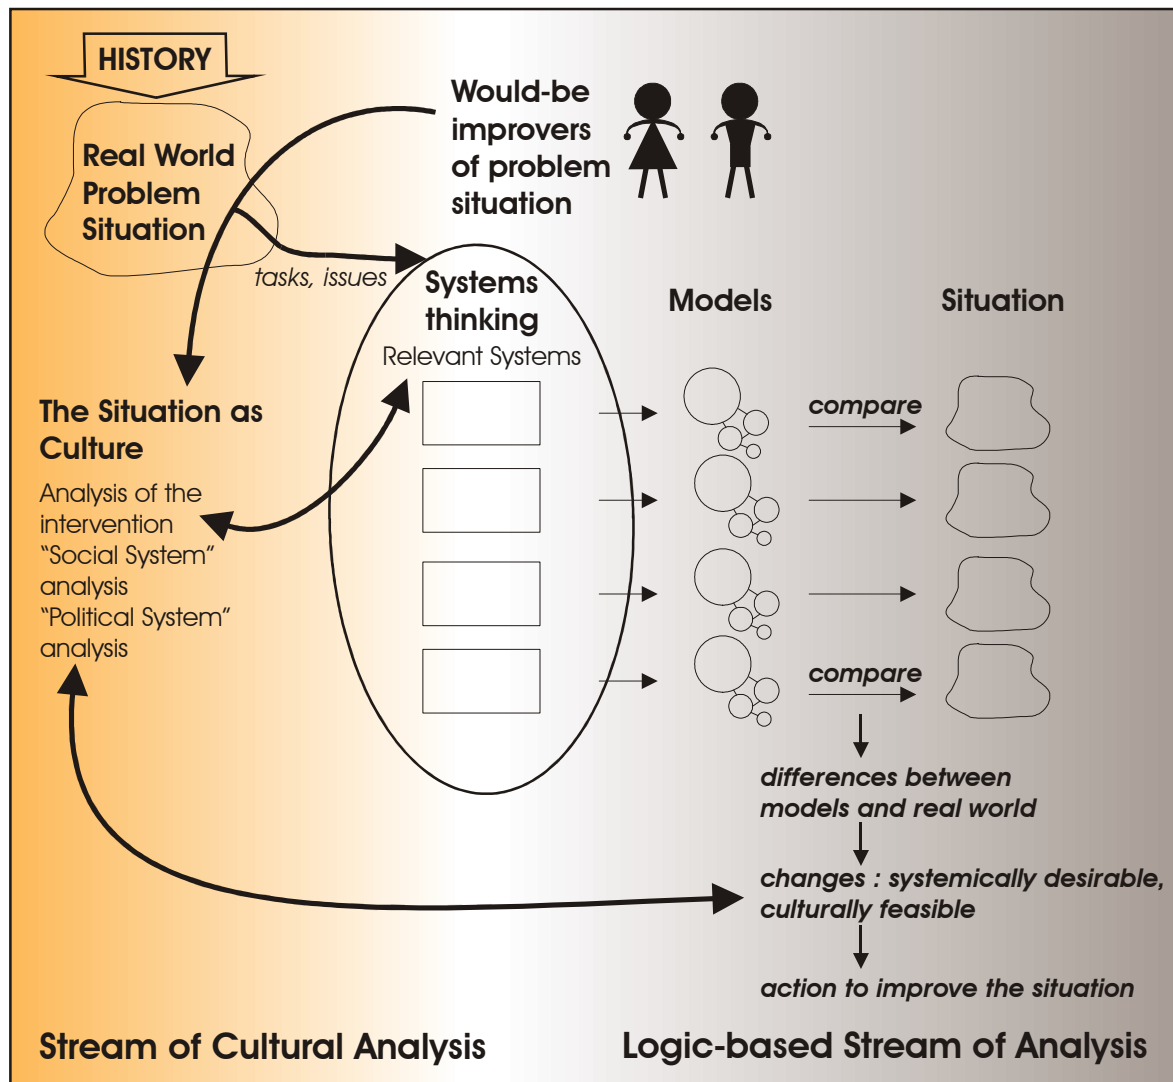 HISTORY
Real World
Problem
Situation
Would-be
improvers
of problem
situation
tasks, issues
Systems
thinking
Relevant Systems
Models
Situation
compare
The Situation as
Culture
Analysis of the
intervention
“Social System”
analysis
“Political System”
analysis
compare
differences between
models and real world
changes : systemically desirable,
culturally feasible
action to improve the situation
Stream of Cultural Analysis
Logic-based Stream of Analysis